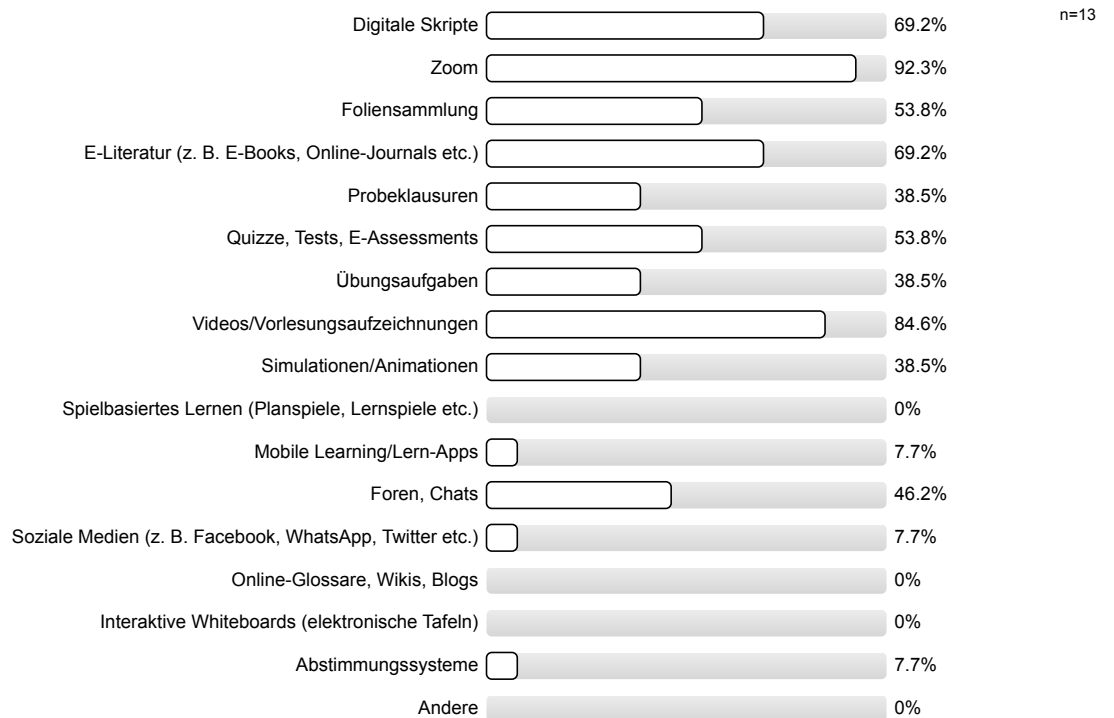 n=13
Digitale Skripte 69.2%
Zoom 92.3%
Foliensammlung 53.8%
E-Literatur (z. B. E-Books, Online-Journals etc.) 69.2%
Probeklausuren 38.5%
Quizze, Tests, E-Assessments 53.8%
Übungsaufgaben 38.5%
Videos/Vorlesungsaufzeichnungen 84.6%
Simulationen/Animationen 38.5%
Spielbasiertes Lernen (Planspiele, Lernspiele etc.) 0%
Mobile Learning/Lern-Apps 7.7%
Foren, Chats 46.2%
Soziale Medien (z. B. Facebook, WhatsApp, Twitter etc.) 7.7%
Online-Glossare, Wikis, Blogs 0%
Interaktive Whiteboards (elektronische Tafeln) 0%
Abstimmungssysteme 7.7%
Andere 0%